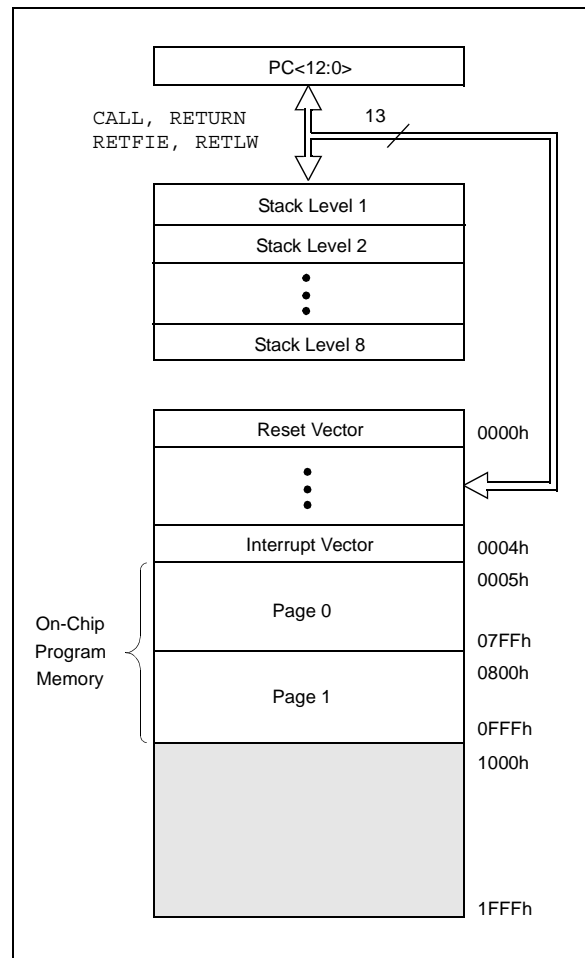 PC<12:0>
CALL, RETURN
RETFIE, RETLW
13
Stack Level 1
Stack Level 2
Stack Level 8
Reset Vector
0000h
Interrupt Vector
0004h
0005h
Page 0
07FFh
On-Chip
Program
Memory
0800h
Page 1
0FFFh
1000h
1FFFh